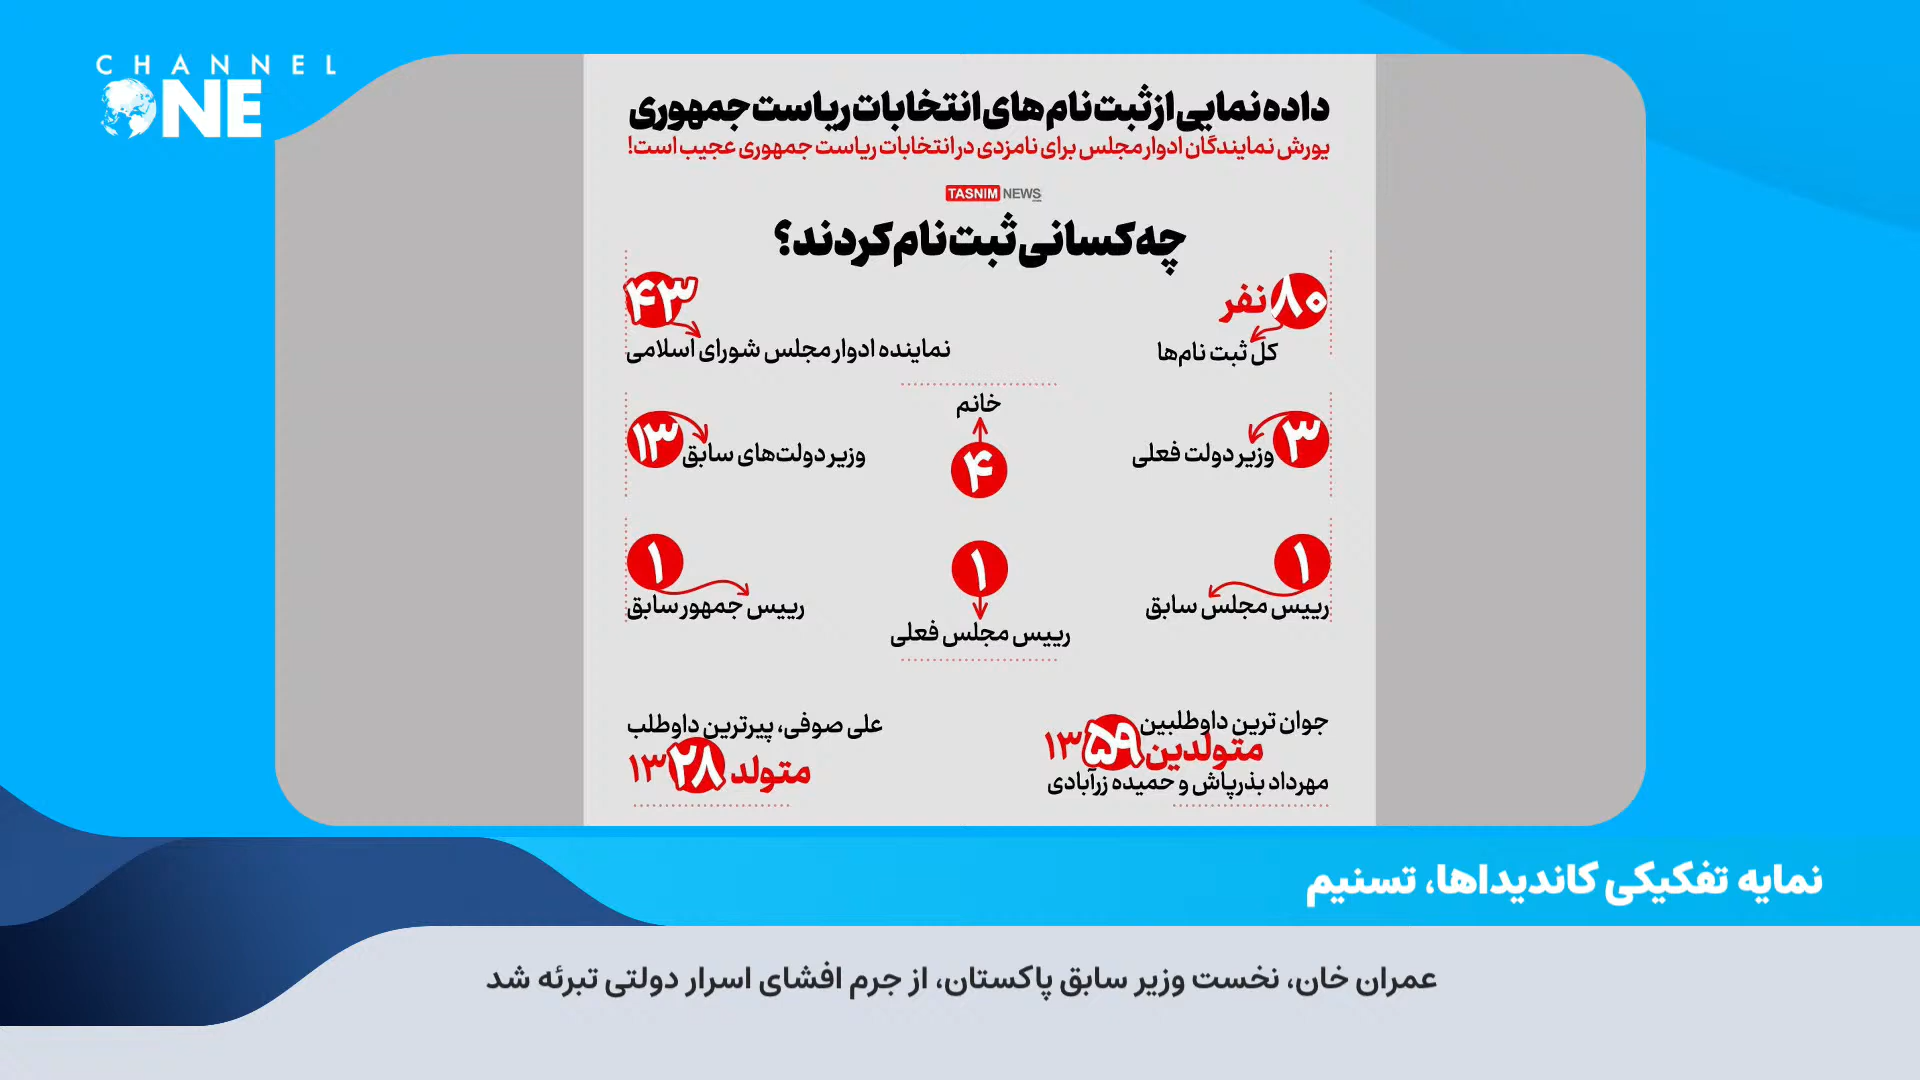 CHANNEL
ONE
داده نمایی از ثبت نام های انتخابات ریاست جمهوری
یورش نمایندگان ادوار مجلس برای نامزدی در انتخابات ریاست جمهوری عجیب است!
TASNIM NEWS
چه کسانی ثبت نام کردند؟
۸۰ نفر
کل ثبت نام‌ها
۴۳
نماینده ادوار مجلس شورای اسلامی
۳
وزیر دولت فعلی
خانم
۴
۱۳
وزیر دولت‌های سابق
۱
رییس مجلس سابق
۱
رییس مجلس فعلی
۱
رییس جمهور سابق
جوان ترین داوطلبین
متولدین ۱۳۵۹
مهرداد بذرپاش و حمیده زرآبادی
علی صوفی، پیرترین داوطلب
متولد ۱۳۲۸
نمایه تفکیکی کاندیداها، تسنیم
عمران خان، نخست وزیر سابق پاکستان، از جرم افشای اسرار دولتی تبرئه شد